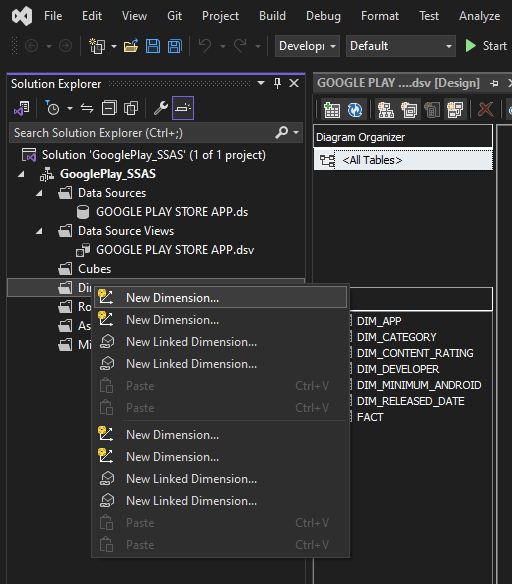 File Edit View Git Project Build Debug Format Test Analyze
Developı Default Start
Solution Explorer
GOOGLE PLAY ....dsv [Design]
Search Solution Explorer (Ctrl+;)
Diagram Organizer
<All Tables>
Solution 'GooglePlay_SSAS' (1 of 1 project)
GooglePlay_SSAS
Data Sources
GOOGLE PLAY STORE APP.ds
Data Source Views
GOOGLE PLAY STORE APP.dsv
Cubes
Di
Ro
As
Mi
New Dimension...
New Dimension...
New Linked Dimension...
New Linked Dimension...
Paste Ctrl+V
Paste Ctrl+V
New Dimension...
New Dimension...
New Linked Dimension...
New Linked Dimension...
Paste Ctrl+V
Paste Ctrl+V
DIM_APP
DIM_CATEGORY
DIM_CONTENT_RATING
DIM_DEVELOPER
DIM_MINIMUM_ANDROID
DIM_RELEASED_DATE
FACT